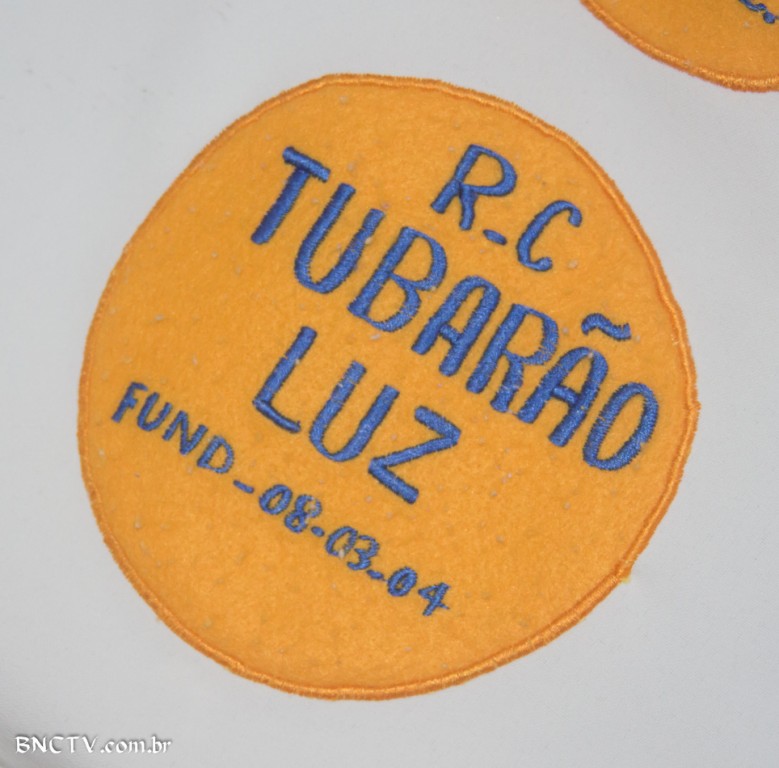 R.C
TUBARÃO
LUZ
FUND-08-03-04
BNCTV.com.br